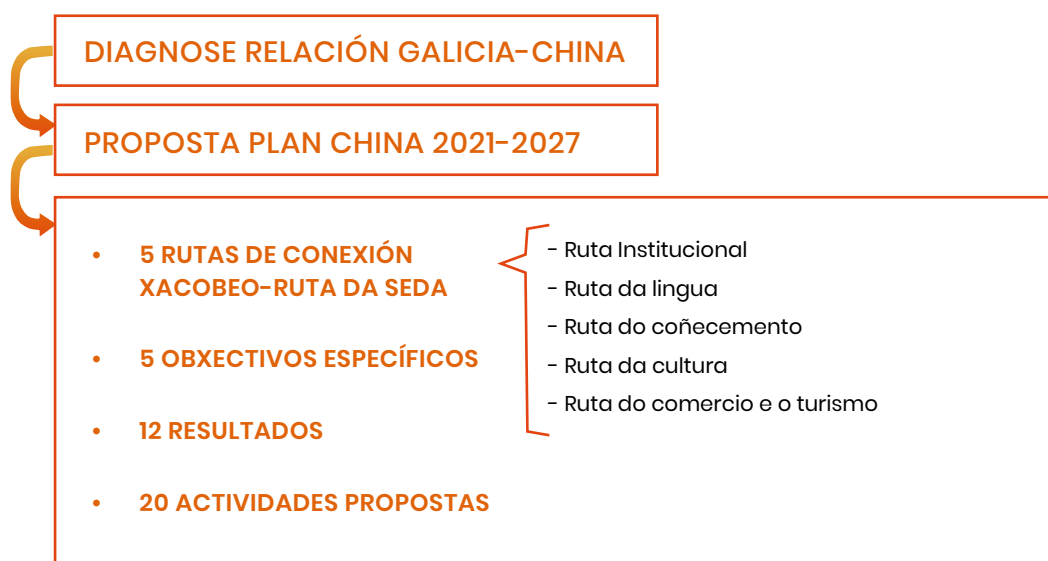 DIAGNOSE RELACIÓN GALICIA-CHINA
PROPOSTA PLAN CHINA 2021-2027
• 5 RUTAS DE CONEXIÓN
XACOBEO-RUTA DA SEDA
- Ruta Institucional
- Ruta da lingua
- Ruta do coñecemento
- Ruta da cultura
- Ruta do comercio e o turismo
• 5 OBXECTIVOS ESPECÍFICOS
• 12 RESULTADOS
• 20 ACTIVIDADES PROPOSTAS